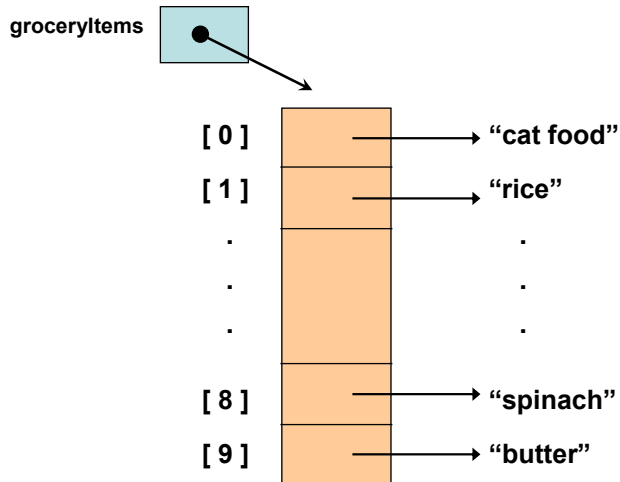 groceryItems
[ 0 ] “cat food”
[ 1 ] “rice”
. .
. .
. .
[ 8 ] “spinach”
[ 9 ] “butter”